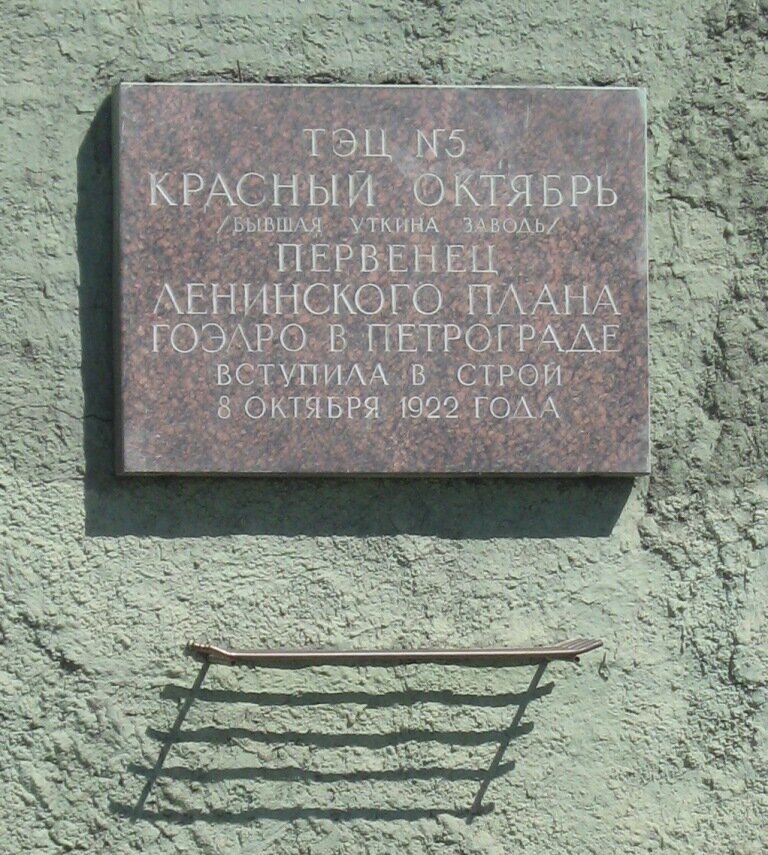 ТЭЦ №5
КРАСНЫЙ ОКТЯБРЬ
/БЫВШАЯ УТКИНА ЗАВОДЬ/
ПЕРВЕНЕЦ
ЛЕНИНСКОГО ПЛАНА
ГОЭЛРО В ПЕТРОГРАДЕ
ВСТУПИЛА В СТРОЙ
8 ОКТЯБРЯ 1922 ГОДА